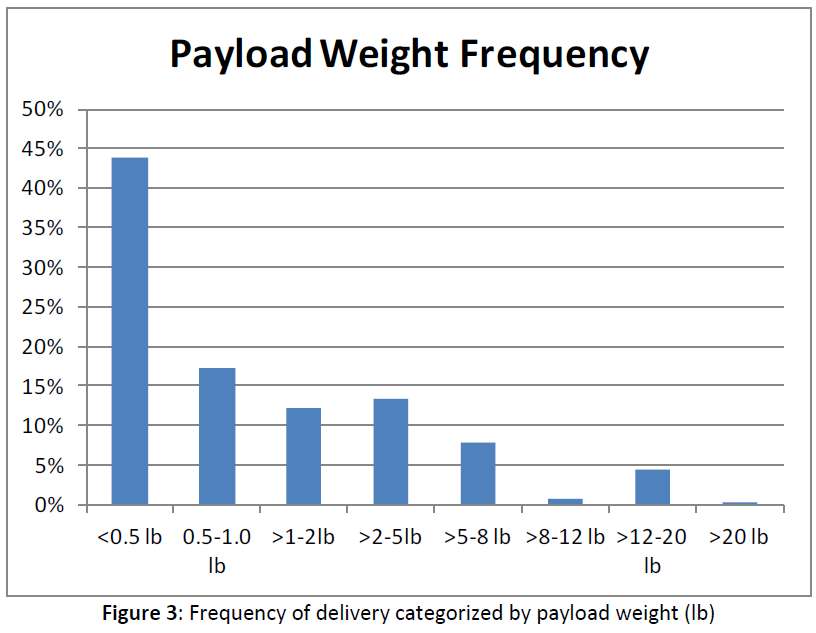 Payload Weight Frequency
50%
45%
40%
35%
30%
25%
20%
15%
10%
5%
0%
<0.5 lb 0.5-1.0 >1-2lb >2-5lb >5-8 lb >8-12 lb >12-20 >20 lb
lb lb
Figure 3: Frequency of delivery categorized by payload weight (lb)